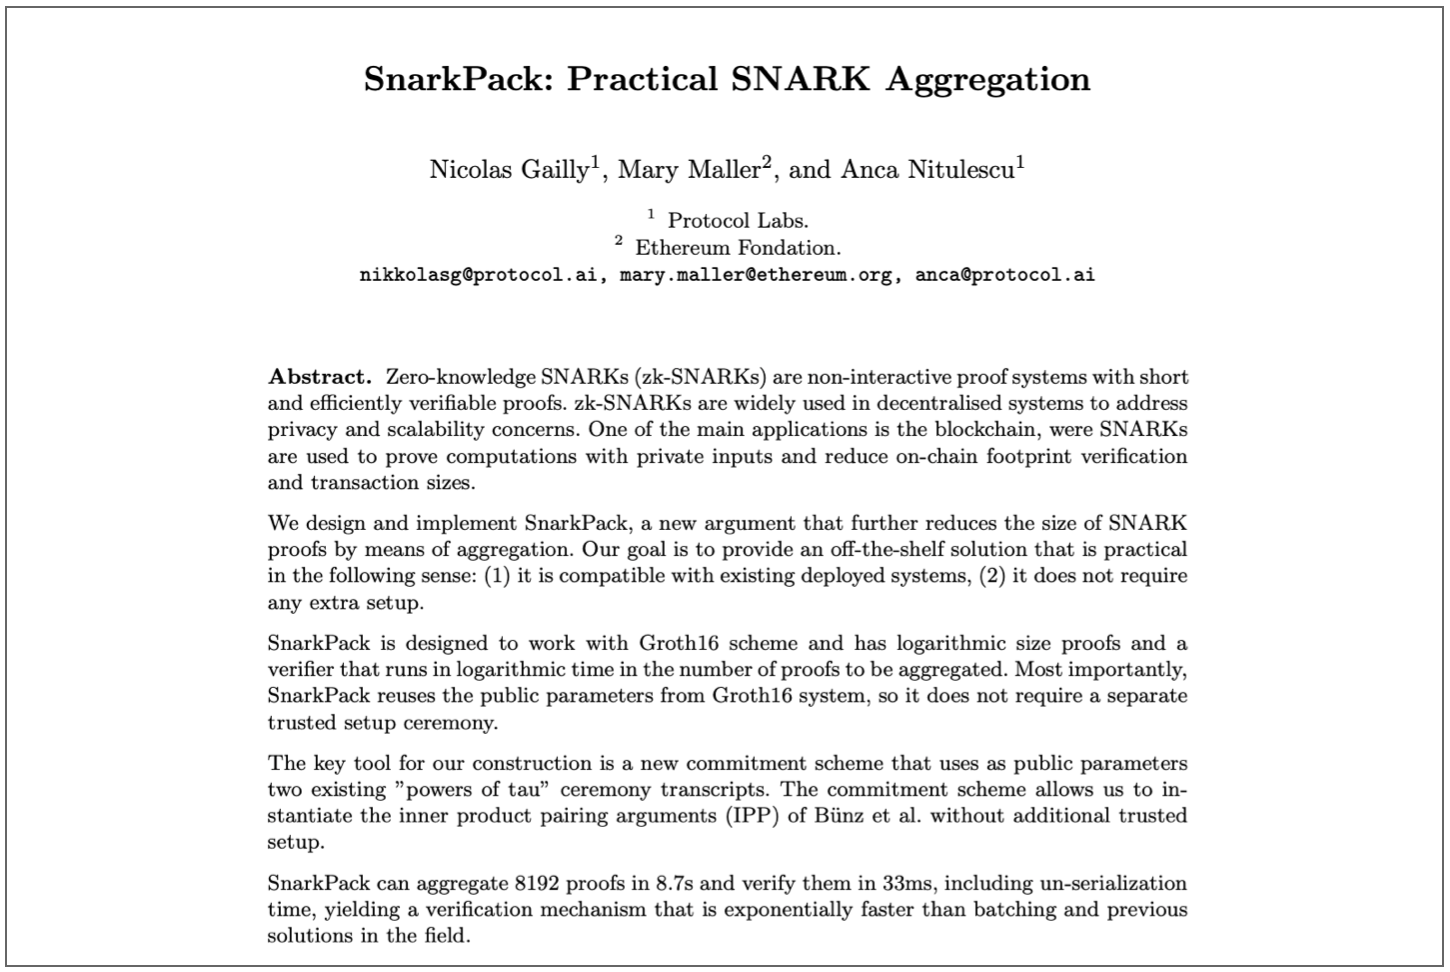 SnarkPack: Practical SNARK Aggregation
Nicolas Gailly1, Mary Maller2, and Anca Nitulescu1
1 Protocol Labs.
2 Ethereum Fondation.
nikkolasg@protocol.ai, mary.maller@ethereum.org, anca@protocol.ai
Abstract. Zero-knowledge SNARKs (zk-SNARKs) are non-interactive proof systems with short
and efficiently verifiable proofs. zk-SNARKs are widely used in decentralised systems to address
privacy and scalability concerns. One of the main applications is the blockchain, were SNARKs
are used to prove computations with private inputs and reduce on-chain footprint verification
and transaction sizes.
We design and implement SnarkPack, a new argument that further reduces the size of SNARK
proofs by means of aggregation. Our goal is to provide an off-the-shelf solution that is practical
in the following sense: (1) it is compatible with existing deployed systems, (2) it does not require
any extra setup.
SnarkPack is designed to work with Groth16 scheme and has logarithmic size proofs and a
verifier that runs in logarithmic time in the number of proofs to be aggregated. Most importantly,
SnarkPack reuses the public parameters from Groth16 system, so it does not require a separate
trusted setup ceremony.
The key tool for our construction is a new commitment scheme that uses as public parameters
two existing ”powers of tau” ceremony transcripts. The commitment scheme allows us to in-
stantiate the inner product pairing arguments (IPP) of Bünz et al. without additional trusted
setup.
SnarkPack can aggregate 8192 proofs in 8.7s and verify them in 33ms, including un-serialization
time, yielding a verification mechanism that is exponentially faster than batching and previous
solutions in the field.